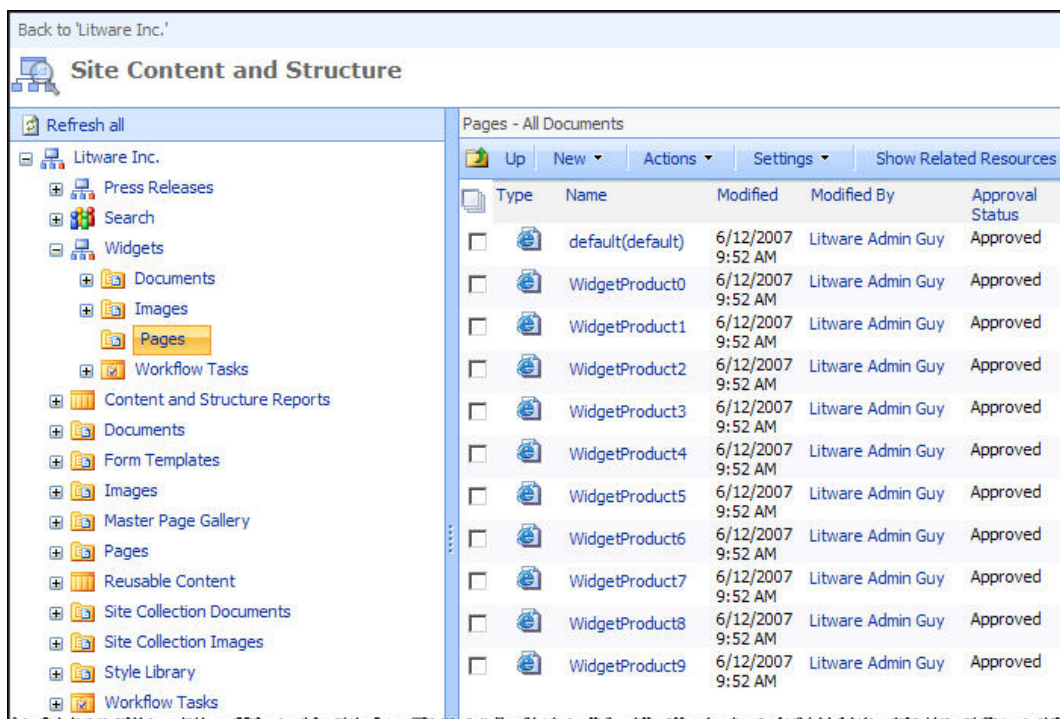 Back to 'Litware Inc.'
Site Content and Structure
Refresh all
Litware Inc.
Press Releases
Search
Widgets
Documents
Images
Pages
Workflow Tasks
Content and Structure Reports
Documents
Form Templates
Images
Master Page Gallery
Pages
Reusable Content
Site Collection Documents
Site Collection Images
Style Library
Workflow Tasks
Pages - All Documents
Up New Actions Settings Show Related Resources
Type Name Modified Modified By Approval
Status
default(default) 6/12/2007 Litware Admin Guy Approved
9:52 AM
WidgetProduct0 6/12/2007 Litware Admin Guy Approved
9:52 AM
WidgetProduct1 6/12/2007 Litware Admin Guy Approved
9:52 AM
WidgetProduct2 6/12/2007 Litware Admin Guy Approved
9:52 AM
WidgetProduct3 6/12/2007 Litware Admin Guy Approved
9:52 AM
WidgetProduct4 6/12/2007 Litware Admin Guy Approved
9:52 AM
WidgetProduct5 6/12/2007 Litware Admin Guy Approved
9:52 AM
WidgetProduct6 6/12/2007 Litware Admin Guy Approved
9:52 AM
WidgetProduct7 6/12/2007 Litware Admin Guy Approved
9:52 AM
WidgetProduct8 6/12/2007 Litware Admin Guy Approved
9:52 AM
WidgetProduct9 6/12/2007 Litware Admin Guy Approved
9:52 AM